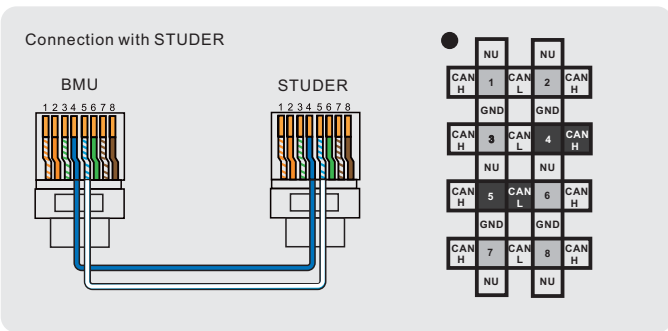 Connection with STUDER
BMU
STUDER
1 2 3 4 5 6 7 8
1 2 3 4 5 6 7 8
NU NU
CAN H 1 CAN L 2 CAN H
GND GND
CAN H 3 CAN L 4 CAN H
NU NU
CAN H 5 CAN L 6 CAN H
GND GND
CAN H 7 CAN L 8 CAN H
NU NU